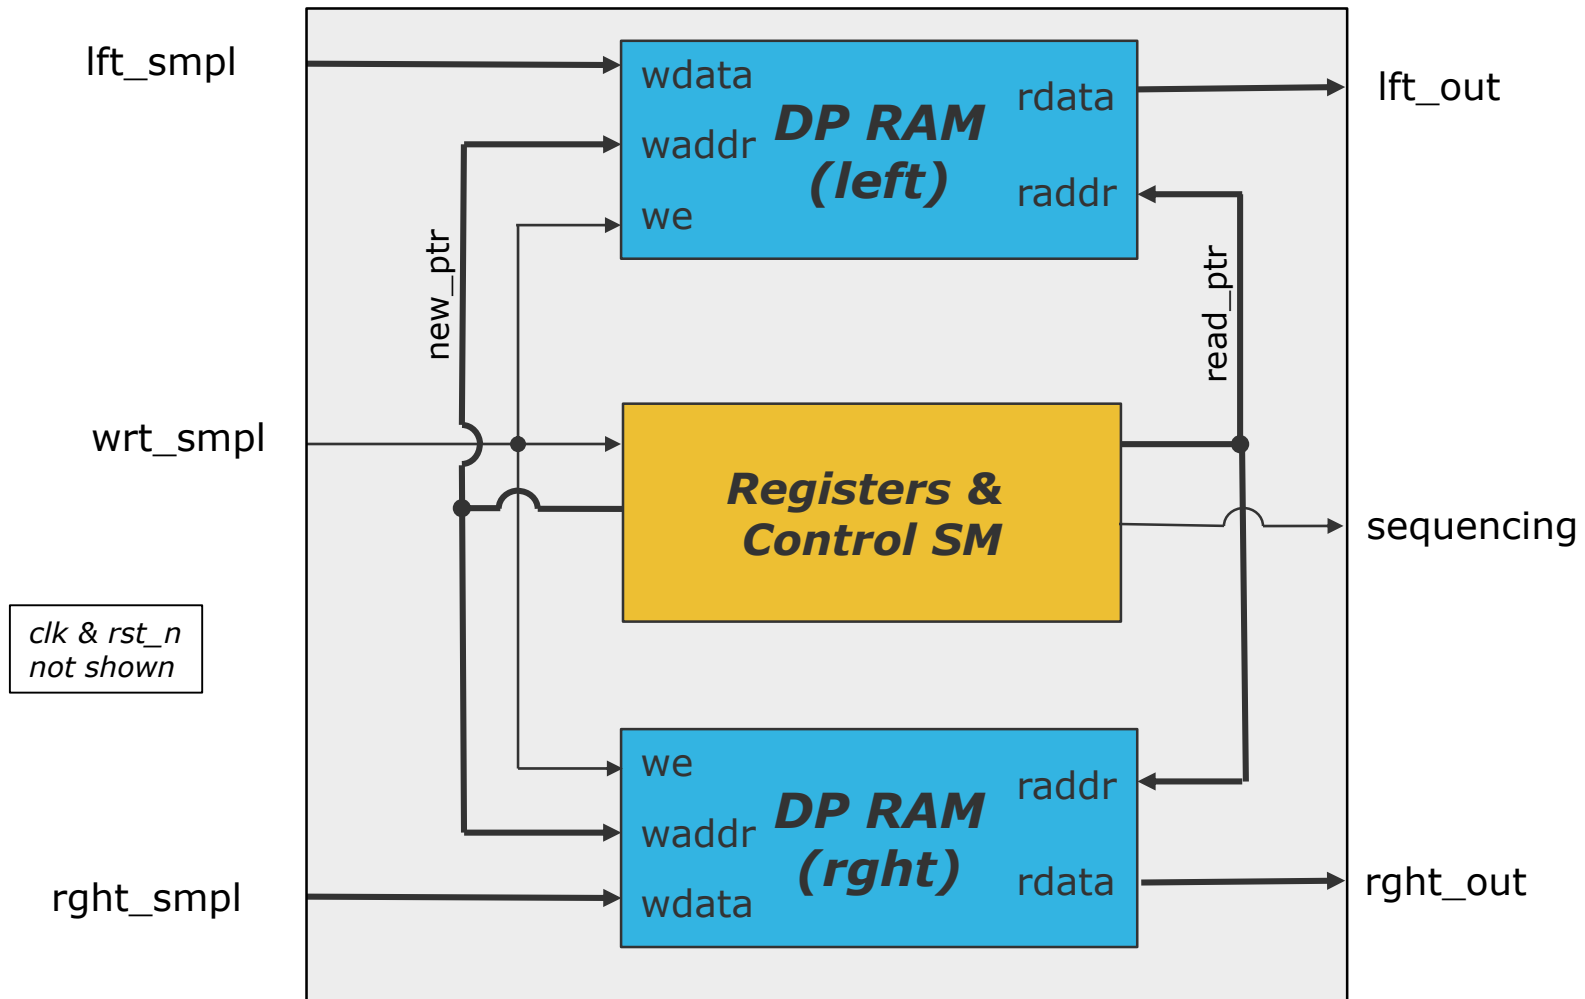 lft_smpl
wdata
rdata
lft_out
DP RAM
waddr
(left)
raddr
we
new_ptr
read_ptr
wrt_smpl
Registers &
Control SM
sequencing
clk & rst_n
not shown
we
raddr
DP RAM
waddr
(rght)
rdata
wdata
rght_smpl
rght_out